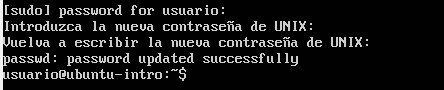 [sudo] password for usuario:
Introduzca la nueva contraseña de UNIX:
Vuelva a escribir la nueva contraseña de UNIX:
passwd: password updated successfully
usuario@ubuntu-intro:~$